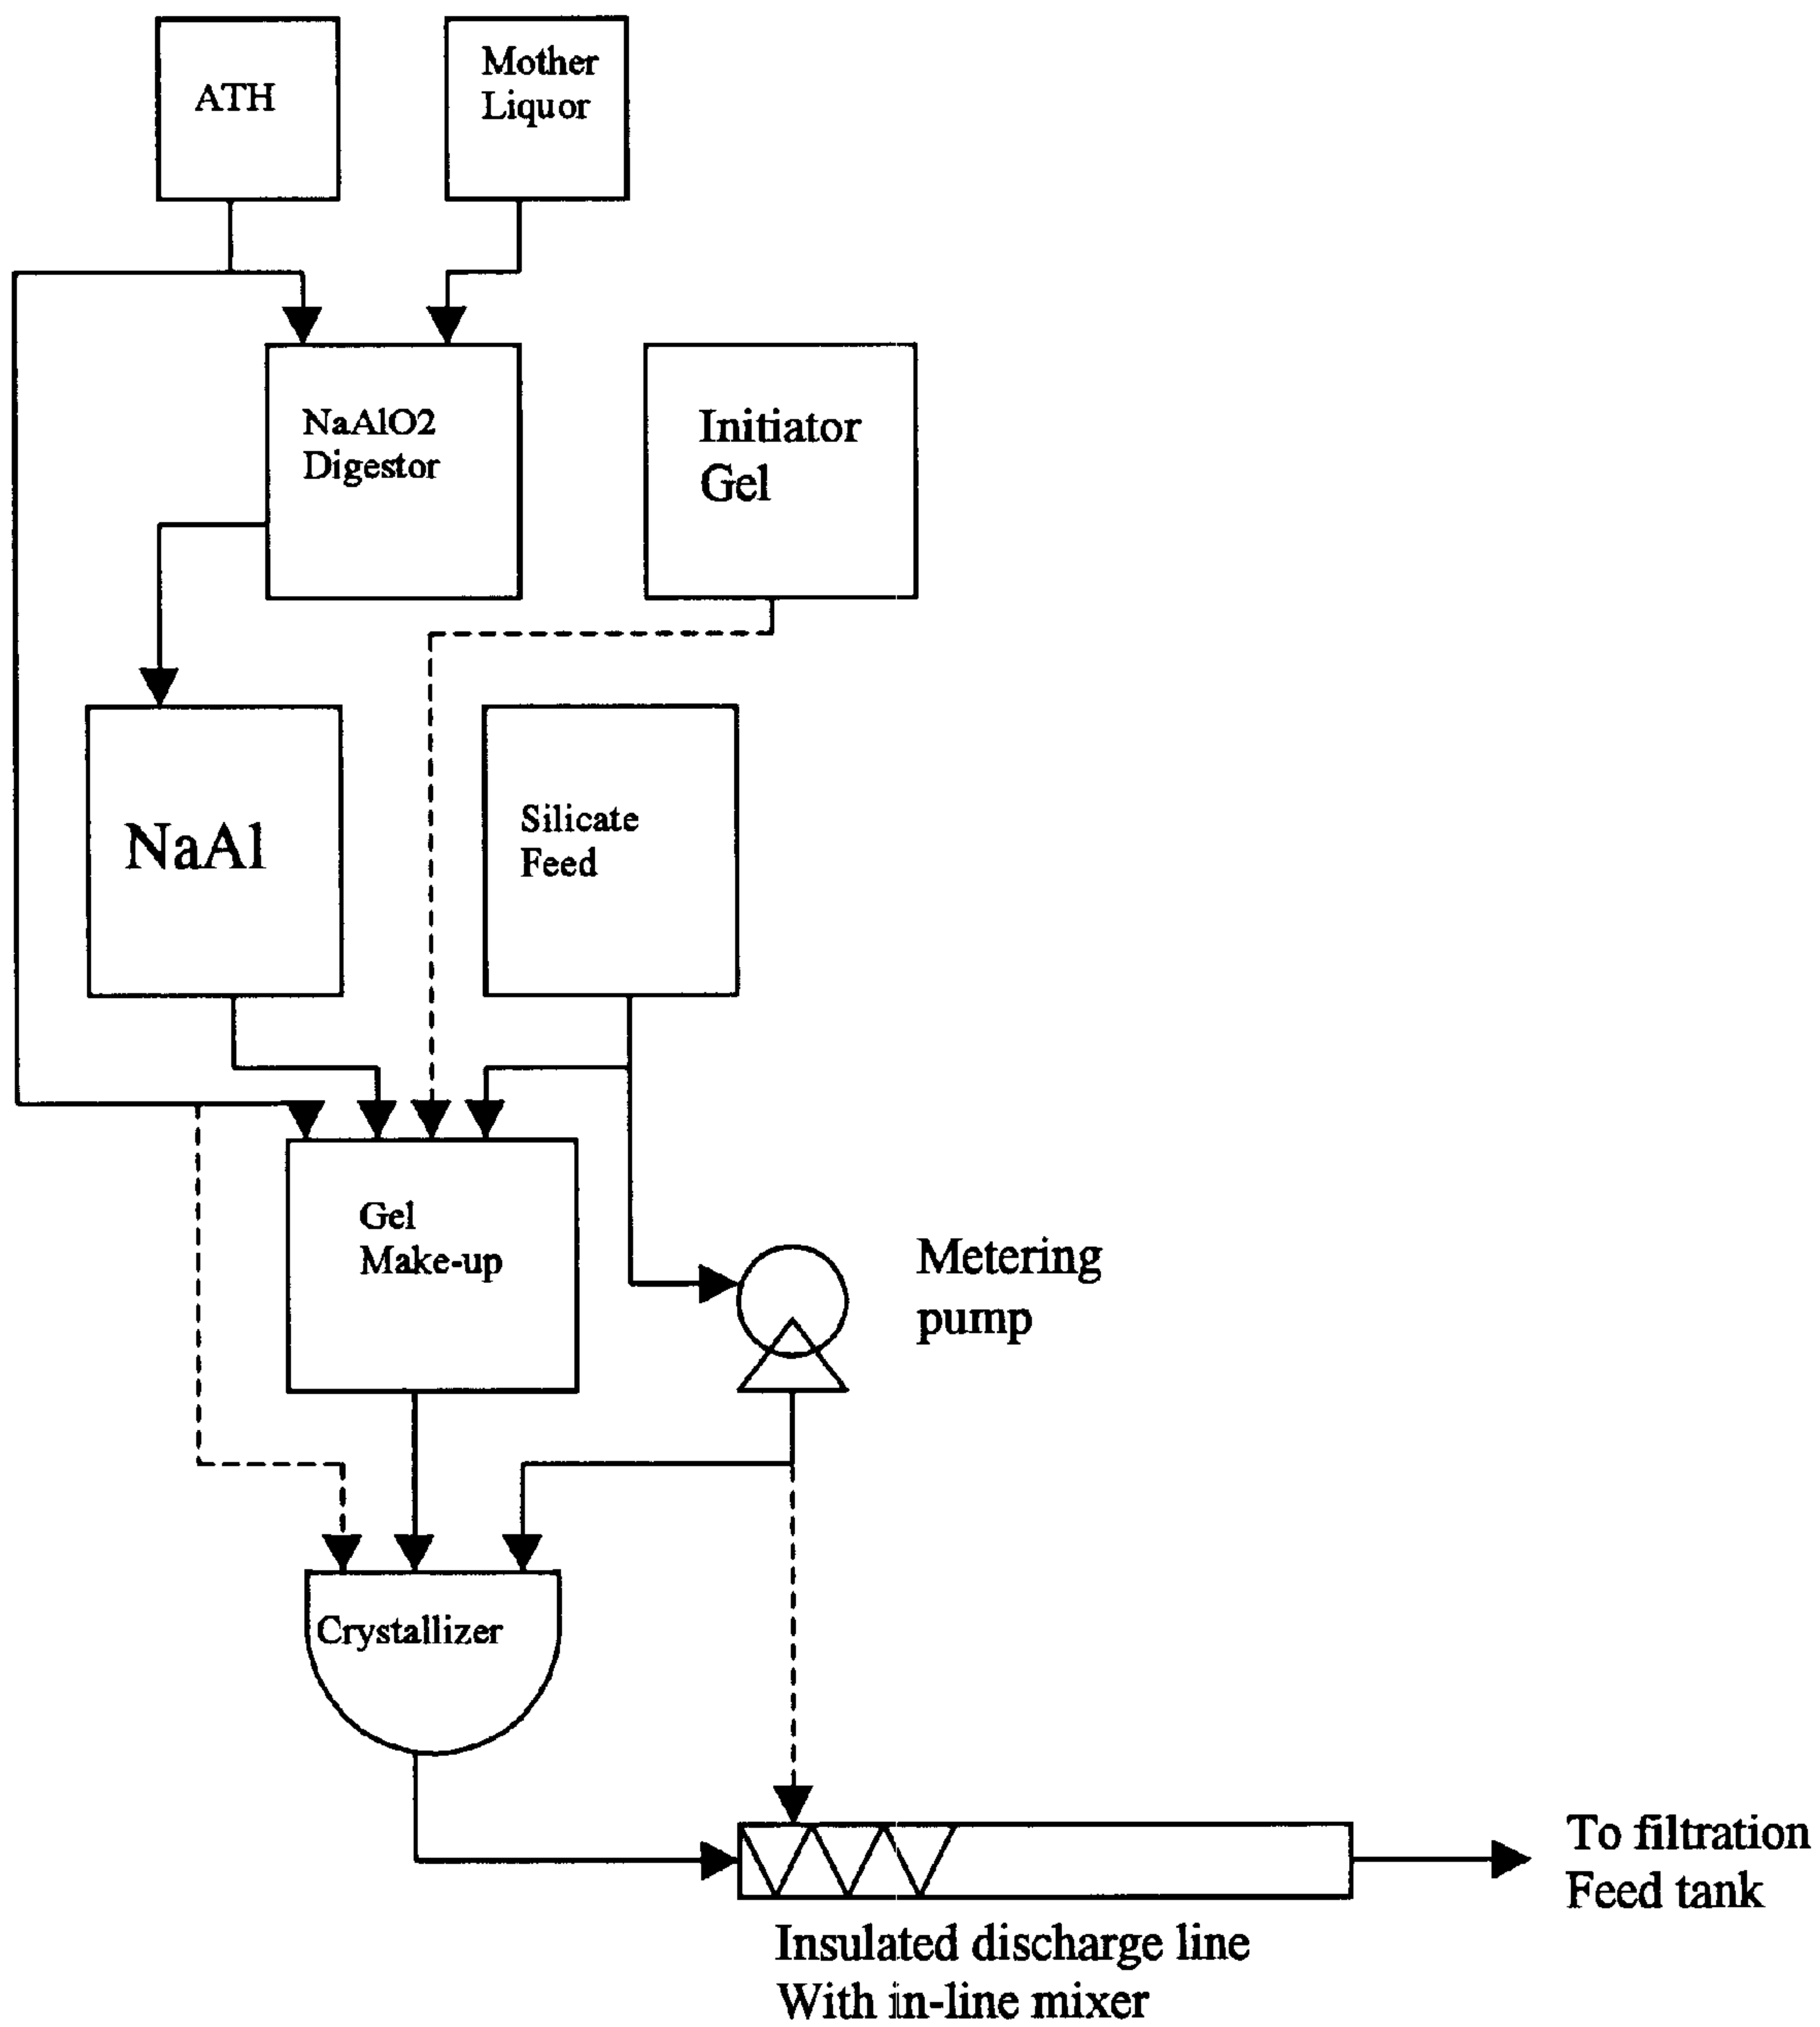 ATH
Mother
Liquor
NaAlO2
Digestor
Initiator
Gel
NaAl
Silicate
Feed
Gel
Make-up
Metering
pump
Crystallizer
To filtration
Feed tank
Insulated discharge line
With in-line mixer